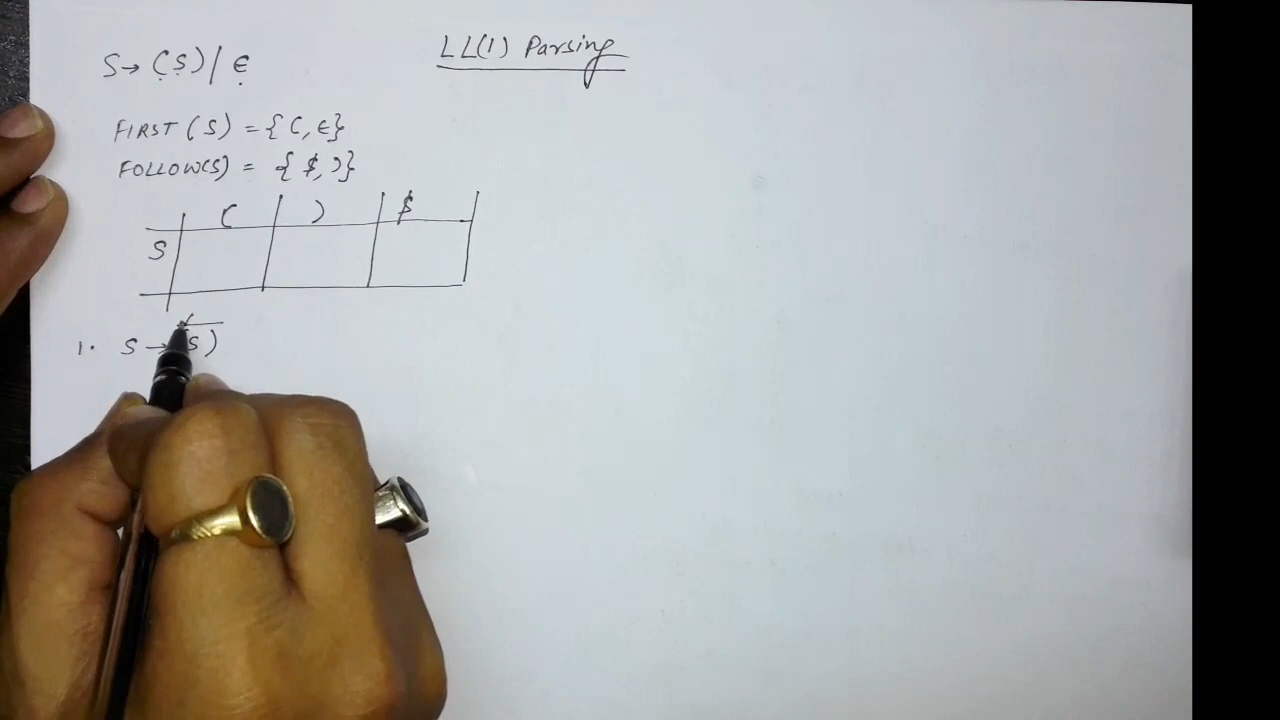 LL(1) Parsing
S → (S) | ϵ
FIRST(S) = { (, ϵ}
FOLLOW(S) = { $, )}
( ) $
S
1. S → (S)